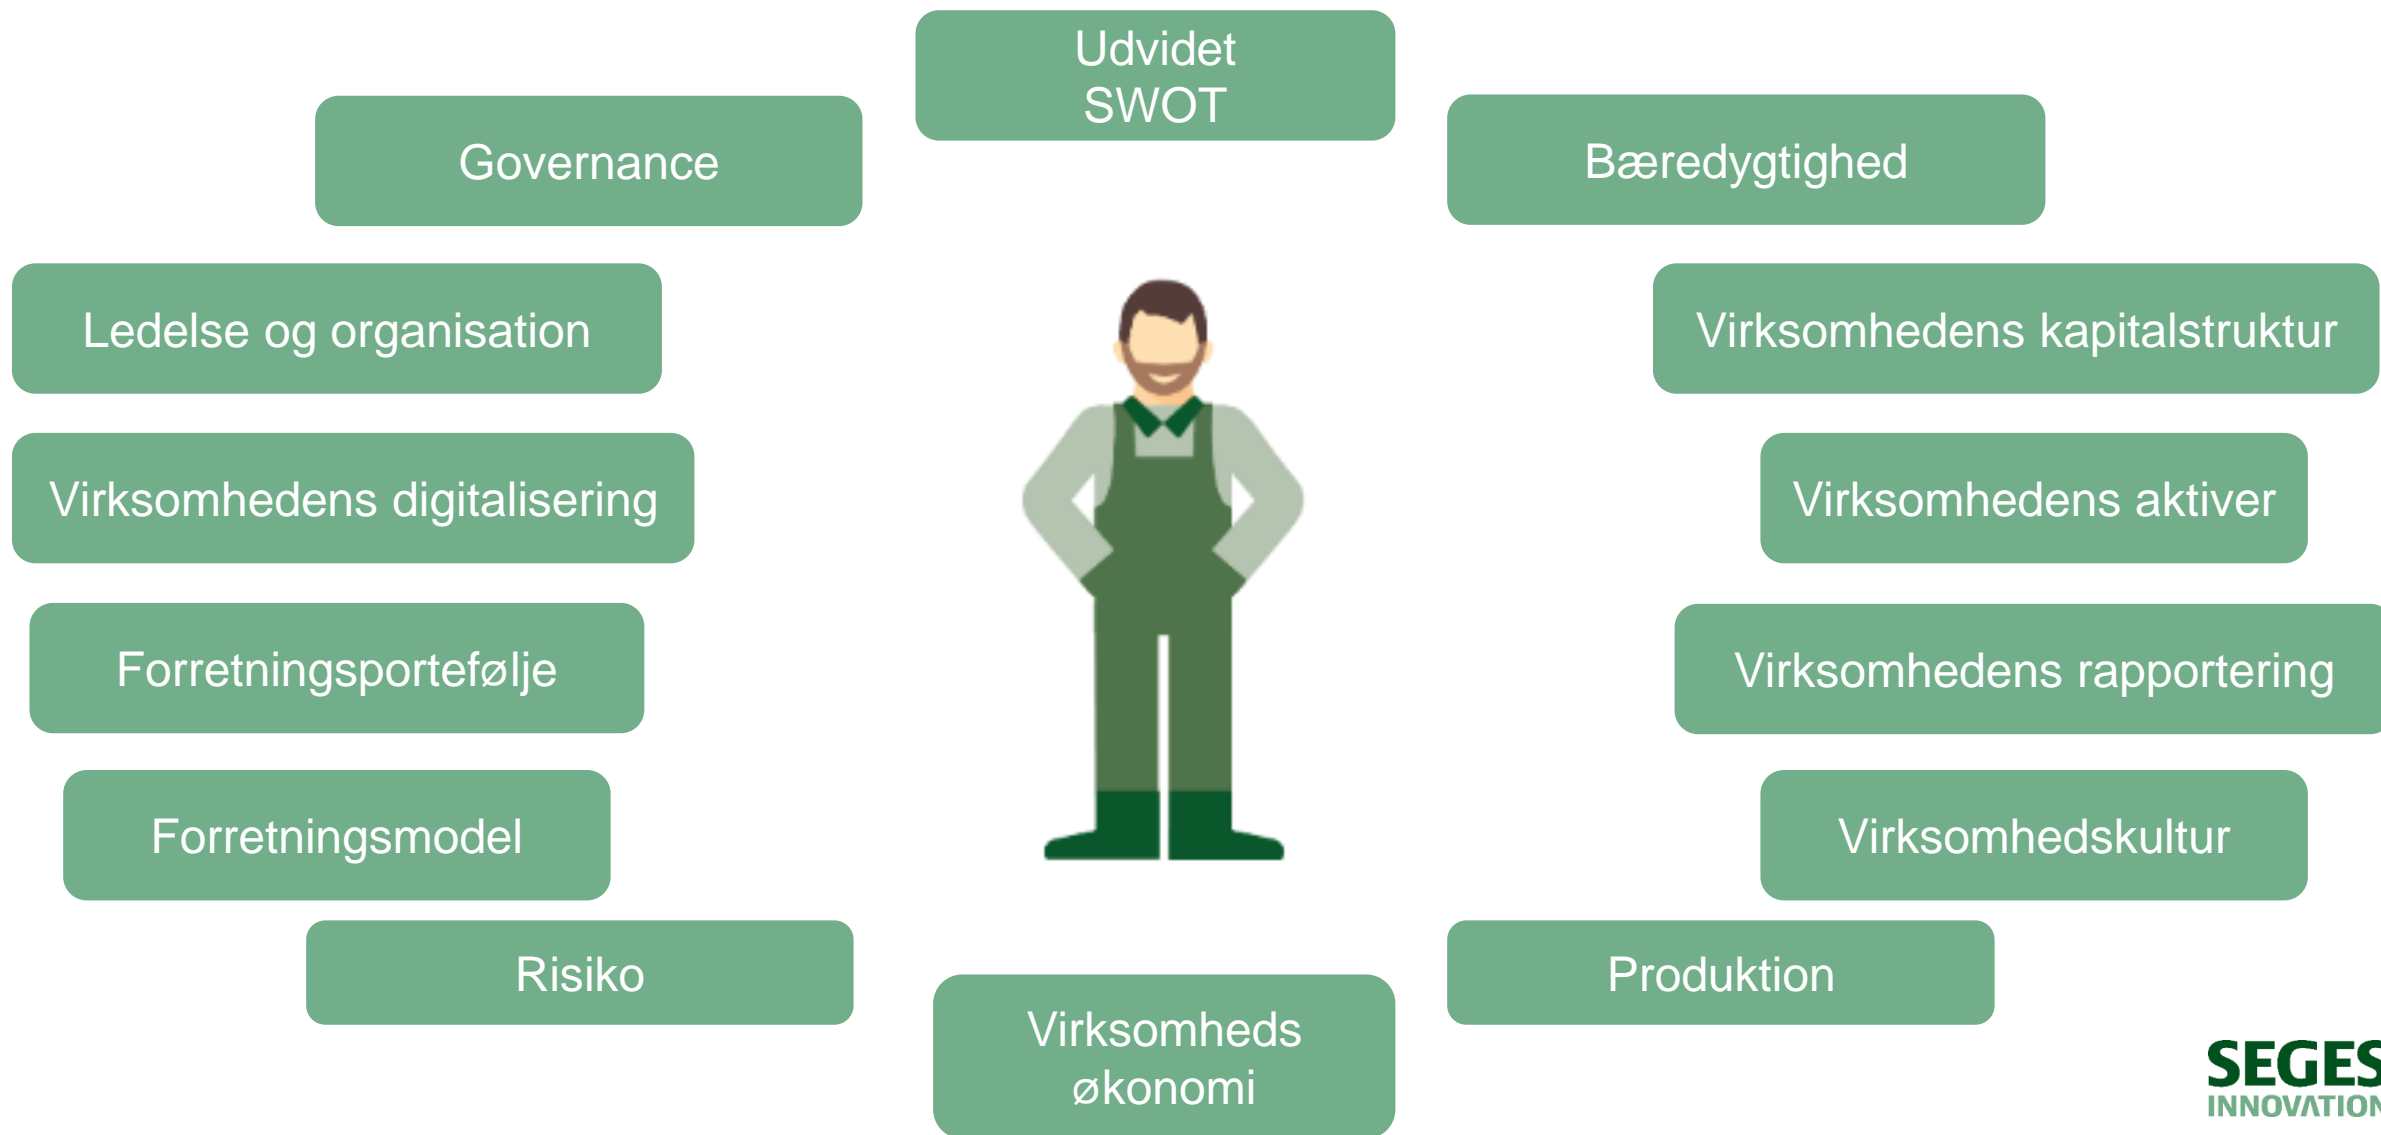 Udvidet
SWOT
Governance
Bæredygtighed
Ledelse og organisation
Virksomhedens kapitalstruktur
Virksomhedens digitalisering
Virksomhedens aktiver
Forretningsportefølje
Virksomhedens rapportering
Forretningsmodel
Virksomhedskultur
Risiko
Produktion
Virksomheds
økonomi
SEGES
INNOVATION